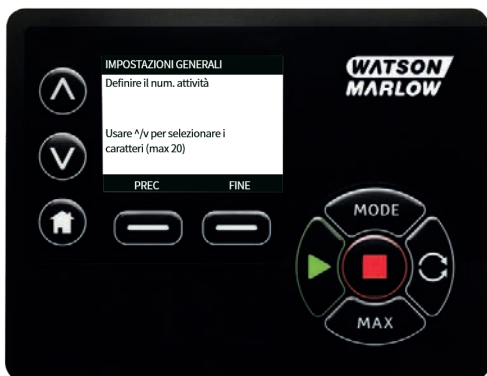 IMPOSTAZIONI GENERALI
Definire il num. attività
Usare ^/v per selezionare i
caratteri (max 20)
PREC FINE
WATSON
MARLOW
MODE
MAX